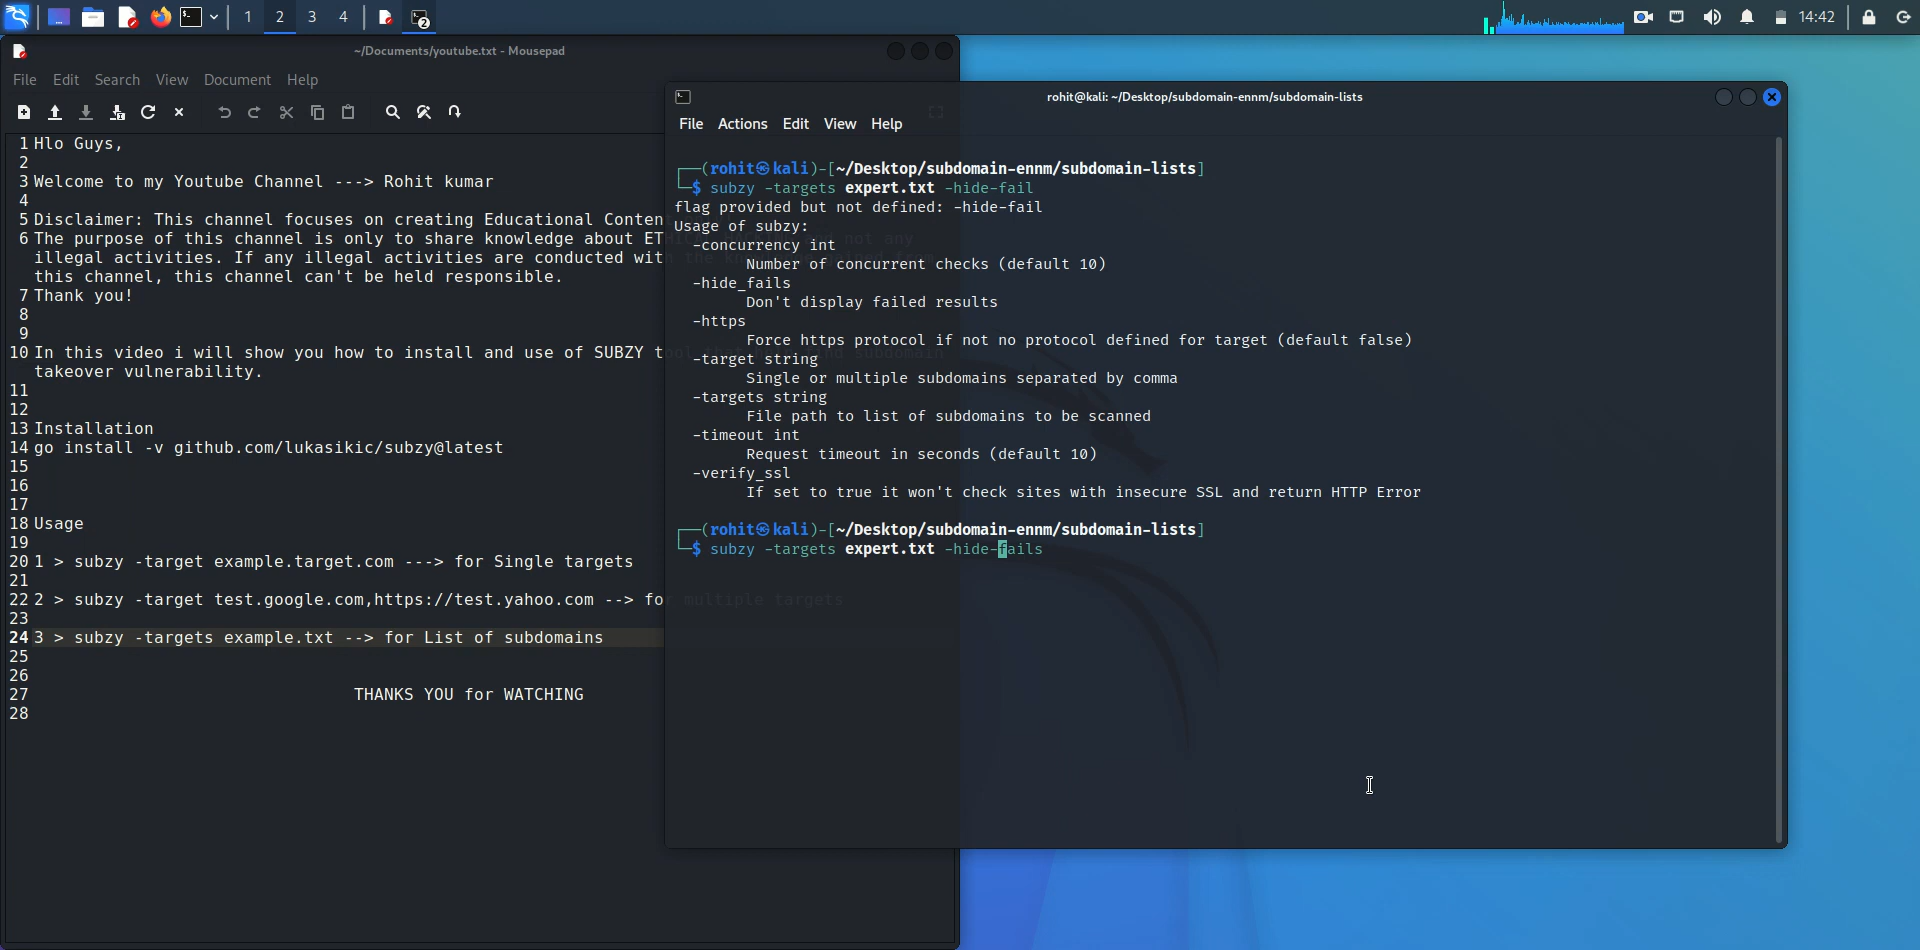 1 2 3 4 2 14:42
~/Documents/youtube.txt - Mousepad
File Edit Search View Document Help
1 Hlo Guys,
2
3 Welcome to my Youtube Channel ---> Rohit kumar
4
5 Disclaimer: This channel focuses on creating Educational Conten
6 The purpose of this channel is only to share knowledge about ET and not any
illegal activities. If any illegal activities are conducted wit
this channel, this channel can't be held responsible.
7 Thank you!
8
9
10 In this video i will show you how to install and use of SUBZY tool that find subdomain
takeover vulnerability.
11
12
13 Installation
14 go install -v github.com/lukasikic/subzy@latest
15
16
17
18 Usage
19
20 1 > subzy -target example.target.com ---> for Single targets
21
22 2 > subzy -target test.google.com,https://test.yahoo.com --> for multiple targets
23
24 3 > subzy -targets example.txt --> for List of subdomains
25
26
27 THANKS YOU for WATCHING
28
rohit@kali: ~/Desktop/subdomain-ennm/subdomain-lists
File Actions Edit View Help
┌──(rohit㉿kali)-[~/Desktop/subdomain-ennm/subdomain-lists]
└─$ subzy -targets expert.txt -hide-fail
flag provided but not defined: -hide-fail
Usage of subzy:
-concurrency int
Number of concurrent checks (default 10)
-hide_fails
Don't display failed results
-https
Force https protocol if not no protocol defined for target (default false)
-target string
Single or multiple subdomains separated by comma
-targets string
File path to list of subdomains to be scanned
-timeout int
Request timeout in seconds (default 10)
-verify_ssl
If set to true it won't check sites with insecure SSL and return HTTP Error
┌──(rohit㉿kali)-[~/Desktop/subdomain-ennm/subdomain-lists]
└─$ subzy -targets expert.txt -hide-fails